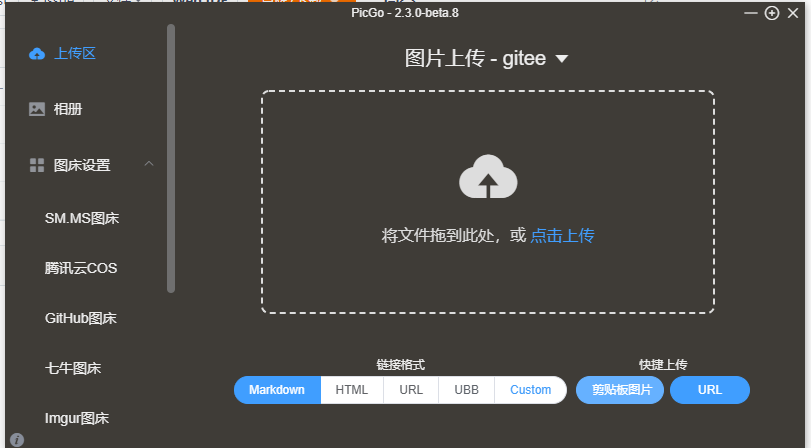 PicGo - 2.3.0-beta.8
上传区
相册
图床设置
SM.MS图床
腾讯云COS
GitHub图床
七牛图床
Imgur图床
图片上传 - gitee
将文件拖到此处，或 点击上传
链接格式
Markdown HTML URL UBB Custom
快捷上传
剪贴板图片 URL